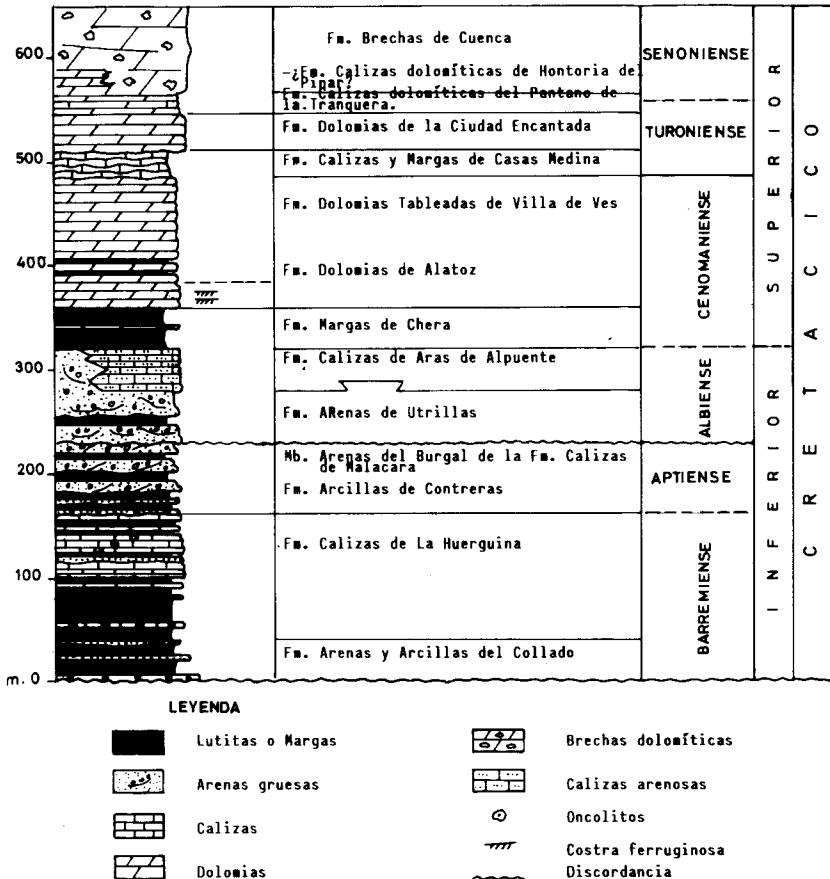 600
500
400
300
200
100
m. 0
Fm. Brechas de Cuenca
-¿Fm. Calizas dolomíticas de Hontoria del
Pinar?
Fm. Calizas dolomíticas del Pantano de
la Tranquera.
Fm. Dolomias de la Ciudad Encantada
Fm. Calizas y Margas de Casas Medina
Fm. Dolomias Tableadas de Villa de Ves
Fm. Dolomias de Alatoz
Fm. Margas de Chera
Fm. Calizas de Aras de Alpuente
Fm. ARenas de Utrillas
Mb. Arenas del Burgal de la Fm. Calizas
de Malacara
Fm. Arcillas de Contreras
Fm. Calizas de La Huerguina
Fm. Arenas y Arcillas del Collado
SENONIENSE
TURONIENSE
CENOMANIENSE
ALBIENSE
APTIENSE
BARREMIENSE
SUPERIOR
INFERIOR
CRETACICO
LEYENDA
Lutitas o Margas
Arenas gruesas
Calizas
Dolomias
Brechas dolomíticas
Calizas arenosas
Oncolitos
Costra ferruginosa
Discordancia